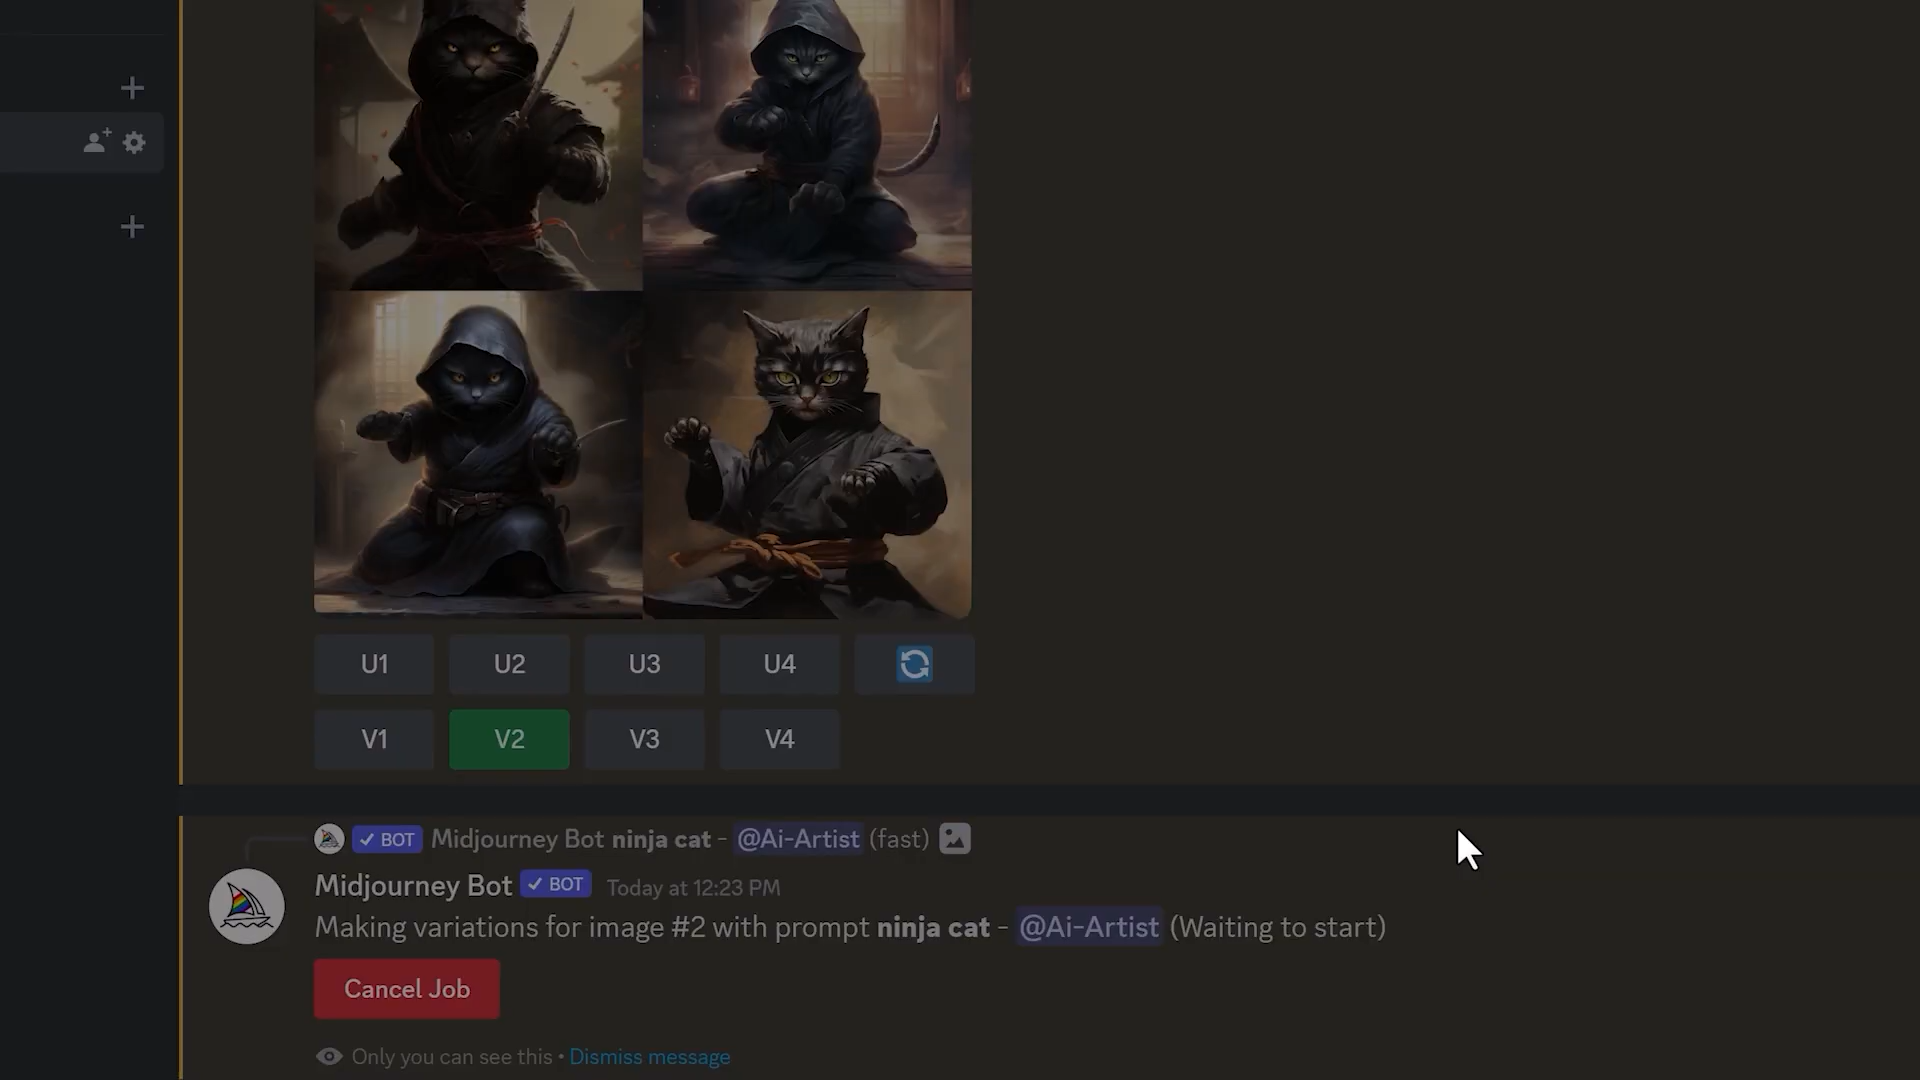 U1 U2 U3 U4
V1 V2 V3 V4
BOT Midjourney Bot ninja cat - @Ai-Artist (fast)
Midjourney Bot BOT Today at 12:23 PM
Making variations for image #2 with prompt ninja cat - @Ai-Artist (Waiting to start)
Cancel Job
Only you can see this • Dismiss message